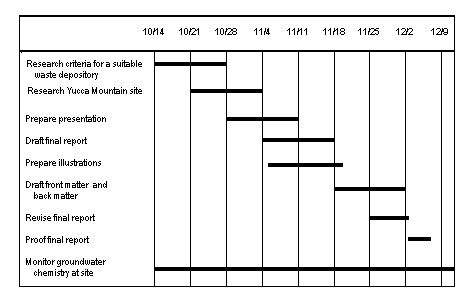 10/14 10/21 10/28 11/4 11/11 11/18 11/25 12/2 12/9
Research criteria for a suitable
waste depository
Research Yucca Mountain site
Prepare presentation
Draft final report
Prepare illustrations
Draft front matter and
back matter
Revise final report
Proof final report
Monitor groundwater
chemistry at site